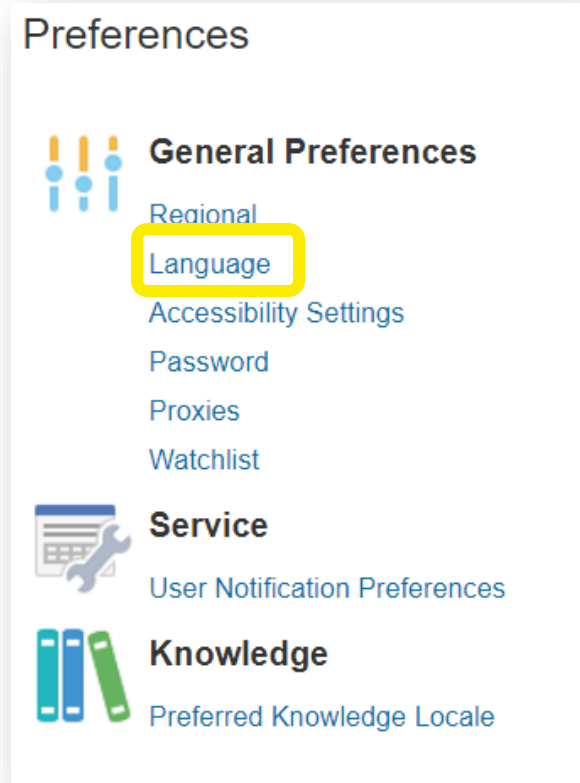 Preferences
General Preferences
Regional
Language
Accessibility Settings
Password
Proxies
Watchlist
Service
User Notification Preferences
Knowledge
Preferred Knowledge Locale